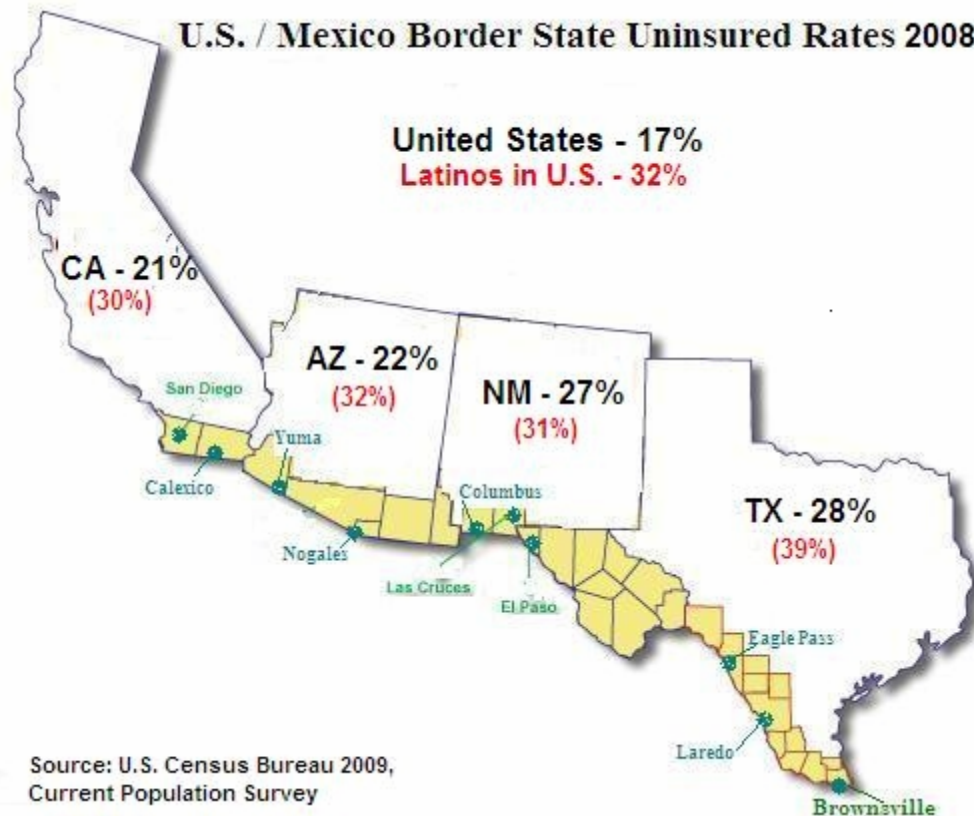 U.S. / Mexico Border State Uninsured Rates 2008
United States - 17%
Latinos in U.S. - 32%
CA - 21%
(30%)
AZ - 22%
(32%)
NM - 27%
(31%)
TX - 28%
(39%)
San Diego
Calexico
Yuma
Nogales
Columbus
Las Cruces
El Paso
Eagle Pass
Laredo
Brownsville
Source: U.S. Census Bureau 2009,
Current Population Survey